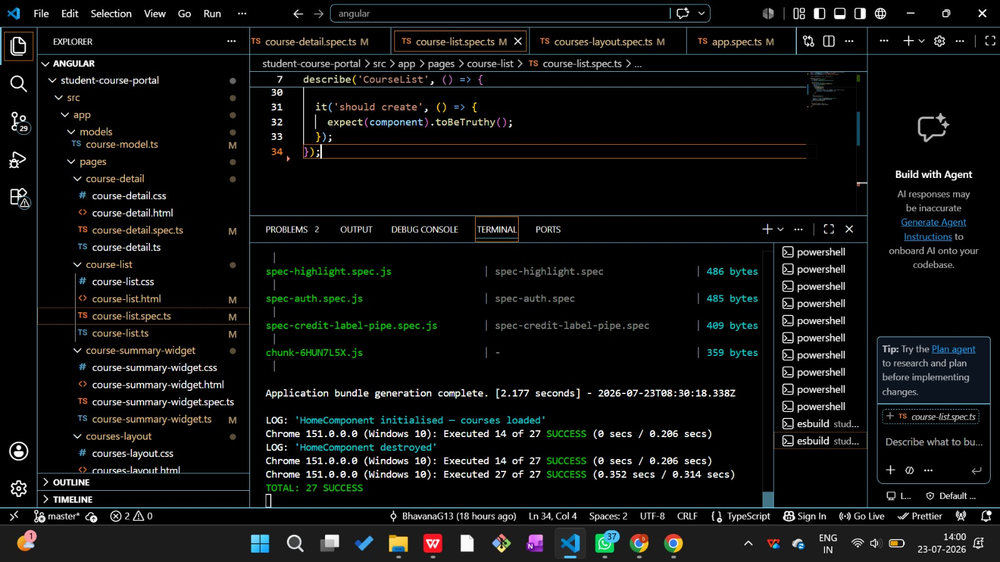 File Edit Selection View Go Run ···
angular
EXPLORER
ANGULAR
student-course-portal
src
app
models
TS course-model.ts M
pages
course-detail
# course-detail.css
<> course-detail.html
TS course-detail.spec.ts M
TS course-detail.ts
course-list
# course-list.css
<> course-list.html M
TS course-list.spec.ts M
TS course-list.ts M
course-summary-widget
# course-summary-widget.css
<> course-summary-widget.html
TS course-summary-widget.spec.ts
TS course-summary-widget.ts M
courses-layout
# courses-layout.css
<> courses-layout.html
OUTLINE
TIMELINE
29
TS course-detail.spec.ts M
TS course-list.spec.ts M
TS courses-layout.spec.ts M
TS app.spec.ts M
student-course-portal > src > app > pages > course-list > TS course-list.spec.ts > ...
7 describe('CourseList', () => {
30
31 it('should create', () => {
32 expect(component).toBeTruthy();
33 });
34 });
PROBLEMS 2 OUTPUT DEBUG CONSOLE TERMINAL PORTS
|
spec-highlight.spec.js | spec-highlight.spec | 486 bytes
|
spec-auth.spec.js | spec-auth.spec | 485 bytes
|
spec-credit-label-pipe.spec.js | spec-credit-label-pipe.spec | 409 bytes
|
chunk-6HUN7L5X.js | - | 359 bytes
|
Application bundle generation complete. [2.177 seconds] - 2026-07-23T08:30:18.338Z
LOG: 'HomeComponent initialised — courses loaded'
Chrome 151.0.0.0 (Windows 10): Executed 14 of 27 SUCCESS (0 secs / 0.206 secs)
LOG: 'HomeComponent destroyed'
Chrome 151.0.0.0 (Windows 10): Executed 14 of 27 SUCCESS (0 secs / 0.206 secs)
Chrome 151.0.0.0 (Windows 10): Executed 27 of 27 SUCCESS (0.352 secs / 0.314 secs)
TOTAL: 27 SUCCESS
powershell
powershell
powershell
powershell
powershell
powershell
powershell
powershell
powershell
powershell
esbuild stud...
esbuild stud...
Build with Agent
AI responses may
be inaccurate
Generate Agent
Instructions to
onboard AI onto your
codebase.
Tip: Try the Plan agent
to research and plan
before implementing
changes.
+ TS course-list.spec.ts
Describe what to bu...
L... Default ...
master* 2 0 BhavanaG13 (18 hours ago) Ln 34, Col 4 Spaces: 2 UTF-8 CRLF {} TypeScript Sign In Go Live Prettier
1
W
N
37
b
ENG
IN
14:00
23-07-2026